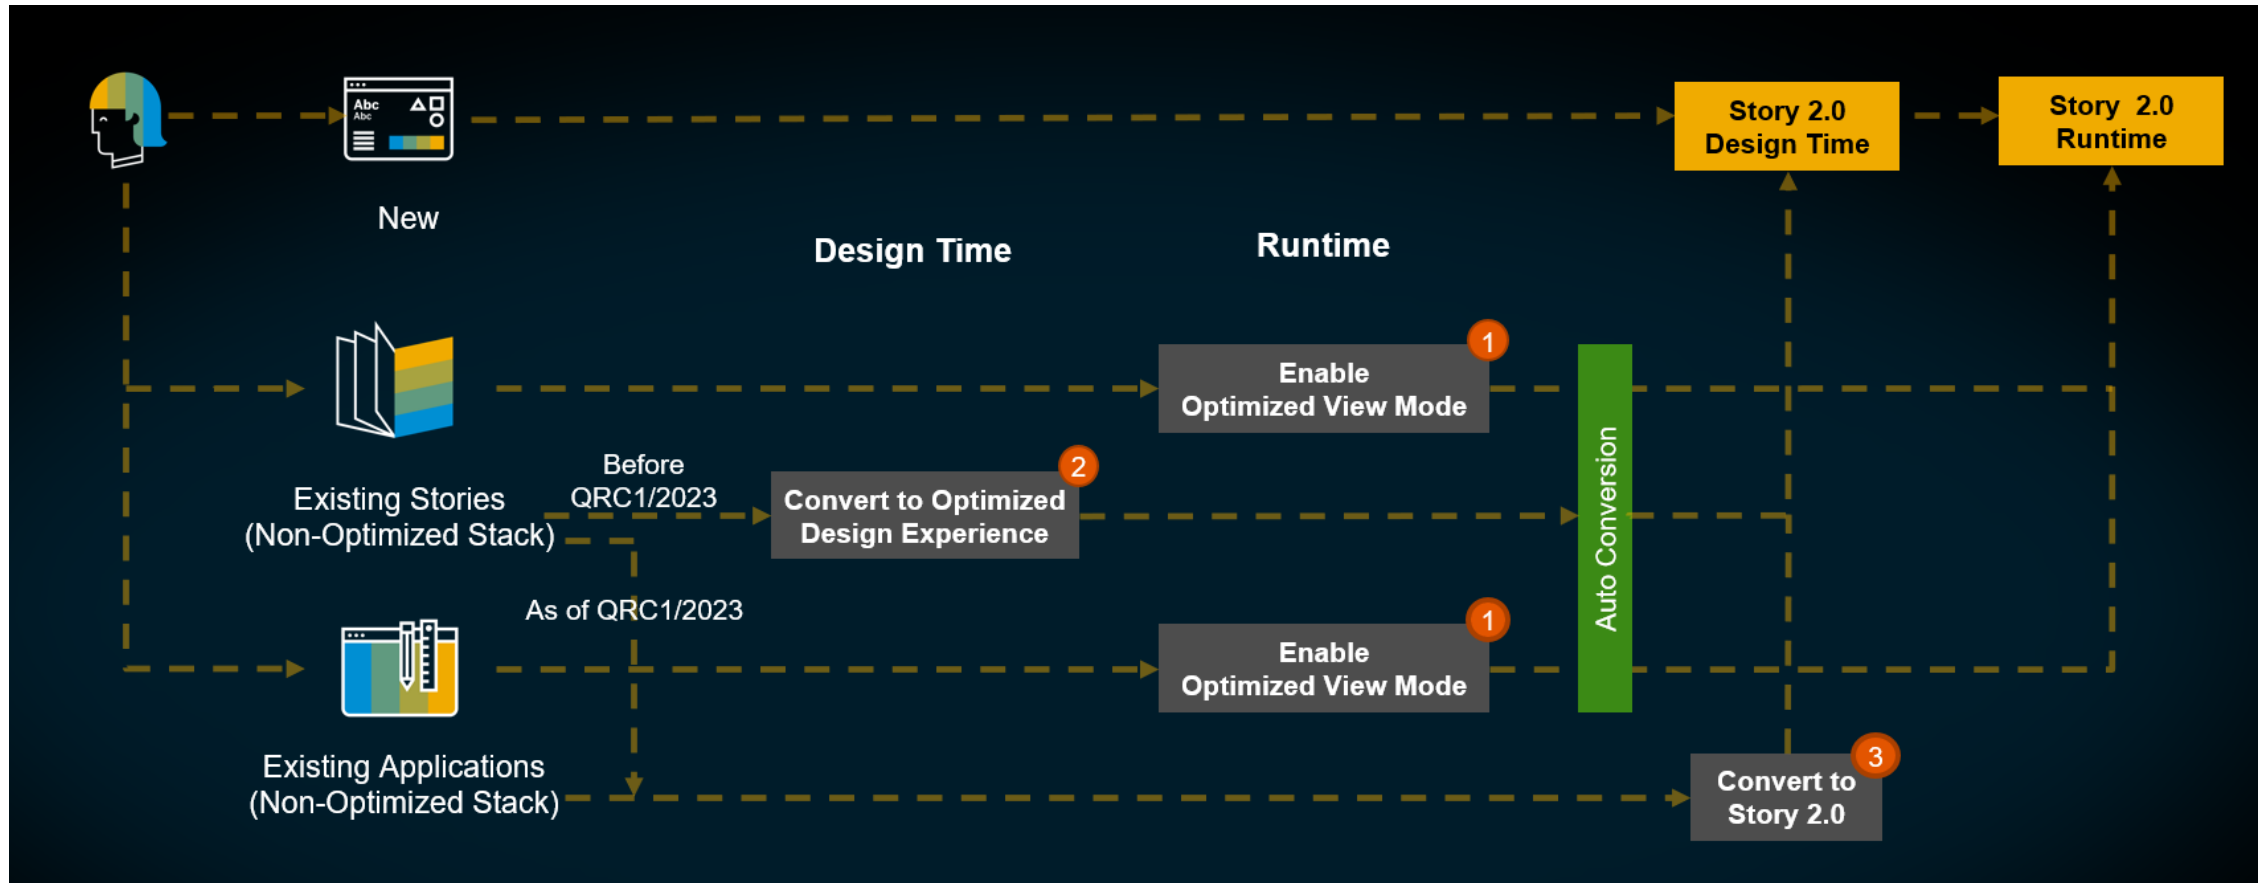 Abc
Abc
New
Story 2.0
Design Time
Story 2.0
Runtime
Design Time
Runtime
1
Enable
Optimized View Mode
Existing Stories
(Non-Optimized Stack)
Before
QRC1/2023
2
Convert to Optimized
Design Experience
Auto Conversion
As of QRC1/2023
1
Enable
Optimized View Mode
Existing Applications
(Non-Optimized Stack)
3
Convert to
Story 2.0